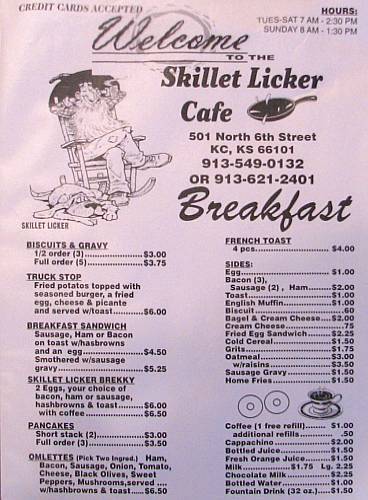 CREDIT CARDS ACCEPTED
HOURS:
TUES-SAT 7 AM - 2:30 PM
SUNDAY 8 AM - 1:30 PM
Welcome
TO THE
Skillet Licker
Cafe
501 North 6th Street
KC, KS 66101
913-549-0132
OR 913-621-2401
Breakfast
SKILLET LICKER
BISCUITS & GRAVY
1/2 order (3)....................$3.00
Full order (5)....................$3.75
TRUCK STOP
Fried potatos topped with
seasoned burger, a fried
egg, cheese & picante
and served w/toast..............$6.00
BREAKFAST SANDWICH
Sausage, Ham or Bacon
on toast w/hasbrowns
and an egg....................$4.50
Smothered w/sausage
gravy............................$5.25
SKILLET LICKER BREKKY
2 Eggs, your choice of
bacon, ham or sausage,
hashbrowns & toast..............$6.00
with coffee.....................$6.50
PANCAKES
Short stack (2)..................$3.00
Full order (3)....................$3.50
OMLETTES (Pick Two Ingred.) Ham,
Bacon, Sausage, Onion, Tomato,
Cheese, Black Olives, Sweet
Peppers, Mushrooms,served ....
w/hashbrowns & toast.....$6.50
FRENCH TOAST
4 pcs..............................$4.00
SIDES:
Egg..............................$1.00
Bacon (3),
Sausage (2) , Ham........$2.00
Toast...........................$1.00
English Muffin................$1.00
Biscuit...........................60
Bagel & Cream Cheese....$2.00
Cream Cheese...................75
Fried Egg Sandwich........$2.25
Cold Cereal....................$1.50
Grits.............................$1.75
Oatmeal.........................$3.00
w/raisins.....................$3.50
Sausage Gravy...............$1.50
Home Fries.....................$1.50
Coffee (1 free refill)........ $1.00
additional refills............ .50
Cappachino....................$2.00
Bottled Juice...................$1.50
Fresh Orange Juice..........$1.50
Milk..............$1.75 Lg. 2.25
Chocolate Milk................$2.25
Bottled Water..................$1.50
Fountain Drink (32 oz).....$1.50